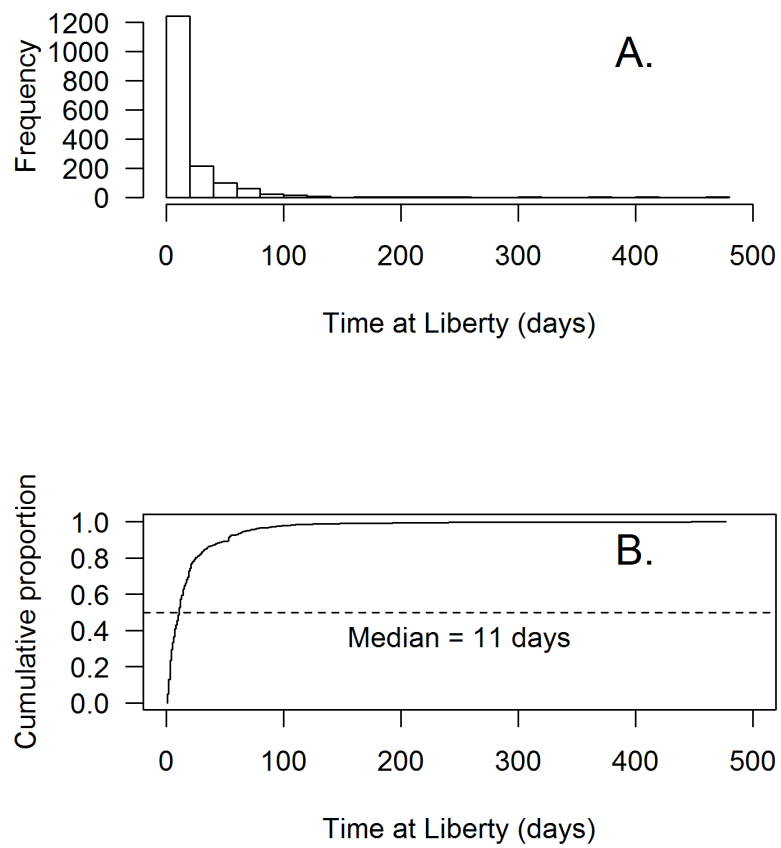 A.
Frequency
1200
1000
800
600
400
200
0
0 100 200 300 400 500
Time at Liberty (days)
B.
Cumulative proportion
1.0
0.8
0.6
0.4
0.2
0.0
Median = 11 days
0 100 200 300 400 500
Time at Liberty (days)